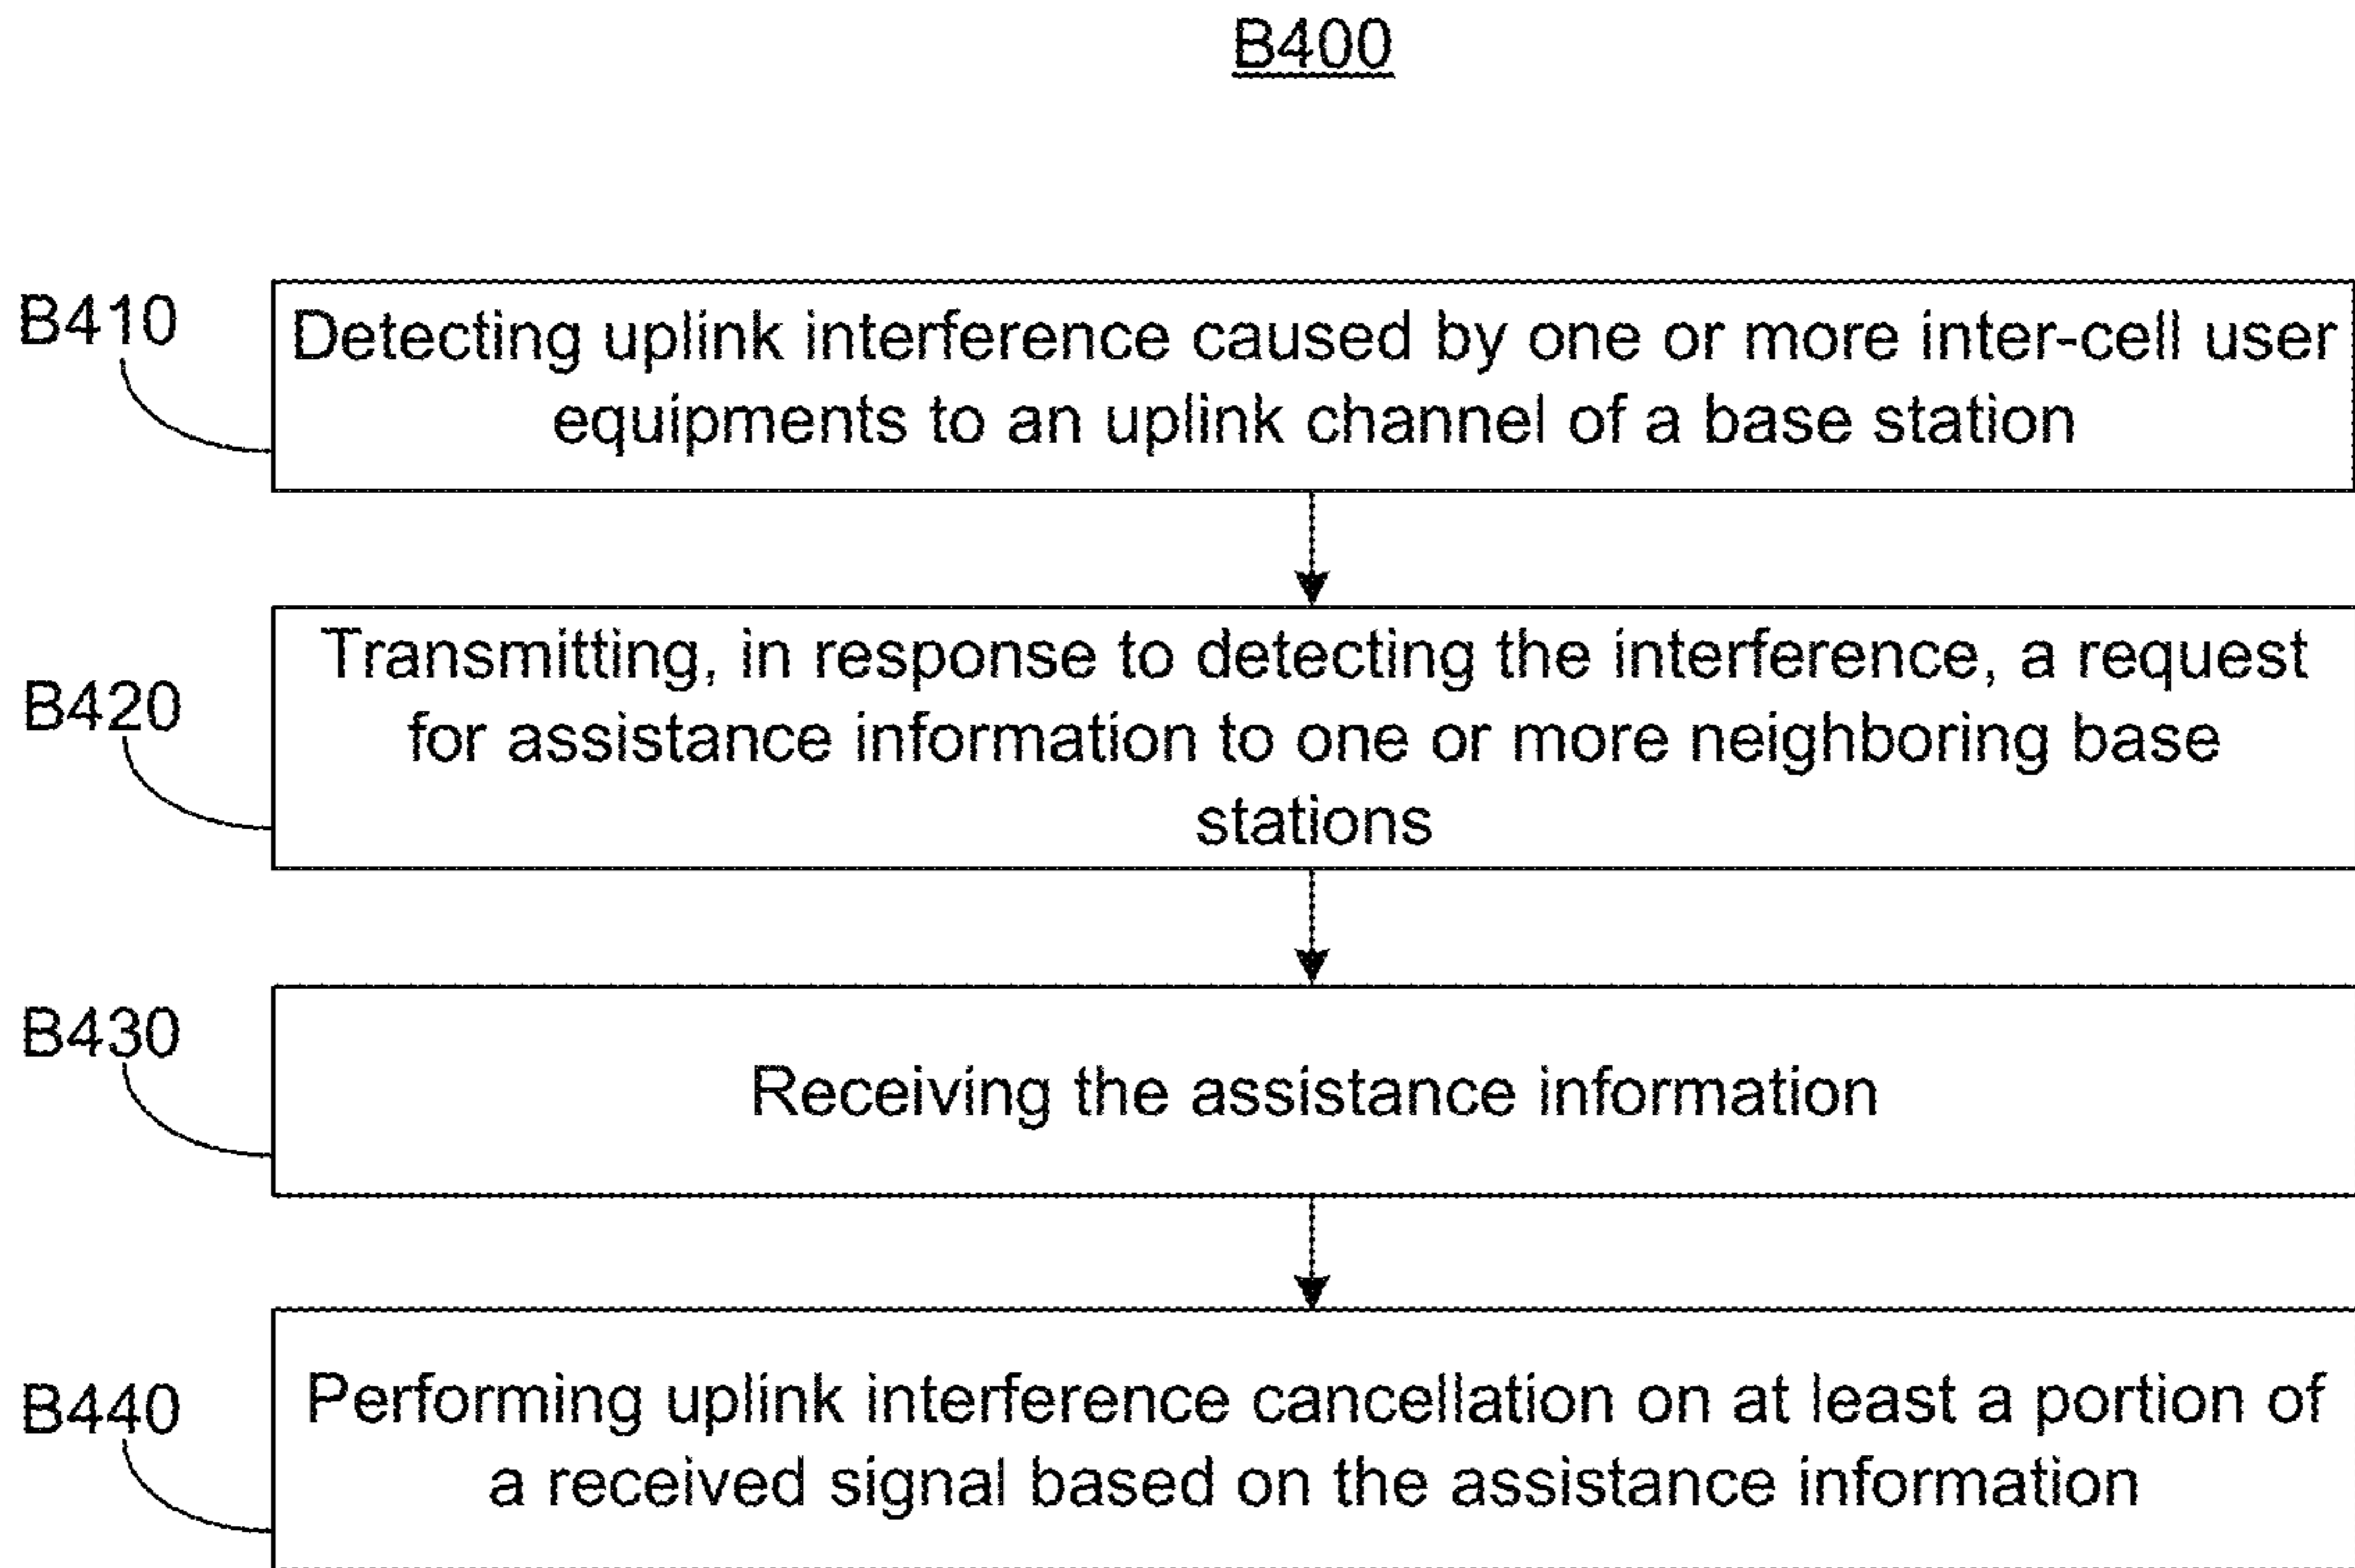 B400
B410
Detecting uplink interference caused by one or more inter-cell user
equipments to an uplink channel of a base station
B420
Transmitting, in response to detecting the interference, a request
for assistance information to one or more neighboring base
stations
B430
Receiving the assistance information
B440
Performing uplink interference cancellation on at least a portion of
a received signal based on the assistance information